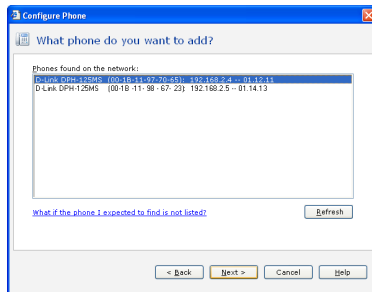 Configure Phone
What phone do you want to add?
Phones found on the network:
D-Link DPH-125MS (00-1B-11-97-70-65): 192.168.2.4 -- 01.12.11
D-Link DPH-125MS (00-1B -11- 98 - 67- 23): 192.168.2.5 -- 01.14.13
What if the phone I expected to find is not listed?
Refresh
< Back
Next >
Cancel
Help